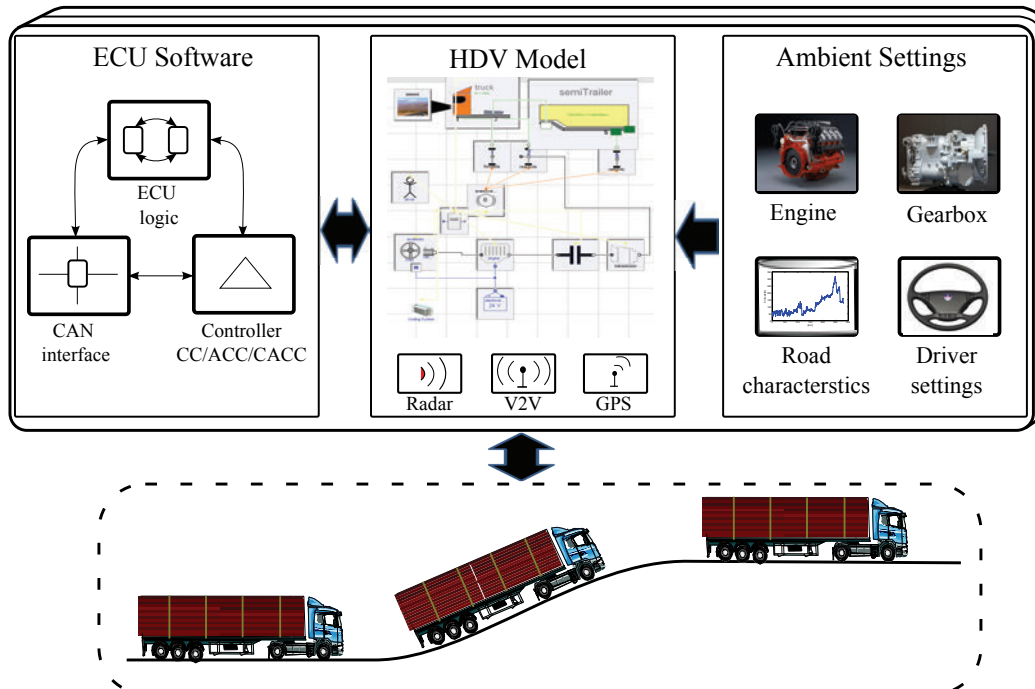 ECU Software
ECU
logic
CAN
interface
Controller
CC/ACC/CACC
HDV Model
truck
semiTrailer
24 V
Radar
V2V
GPS
Ambient Settings
Engine
Gearbox
Road
characterstics
Driver
settings